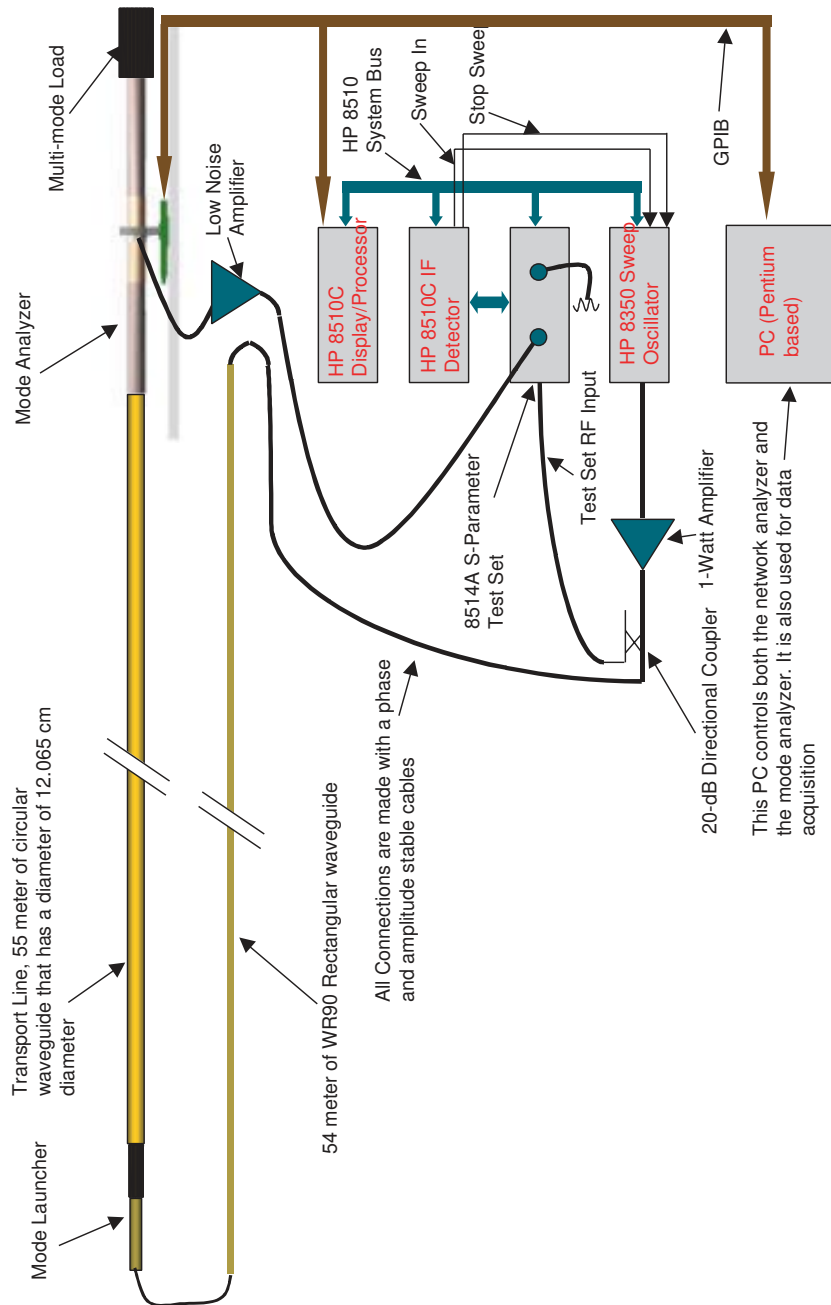 Mode Launcher
Transport Line, 55 meter of circular
waveguide that has a diameter of 12.065 cm
diameter
Mode Analyzer
Multi-mode Load
54 meter of WR90 Rectangular waveguide
Low Noise
Amplifier
All Connections are made with a phase
and amplitude stable cables
HP 8510
System Bus
Sweep In
Stop Sweep
HP 8510C
Display/Processor
HP 8510C IF
Detector
8514A S-Parameter
Test Set
Test Set RF Input
HP 8350 Sweep
Oscillator
20-dB Directional Coupler
1-Watt Amplifier
GPIB
PC (Pentium
based)
This PC controls both the network analyzer and
the mode analyzer. It is also used for data
acquisition